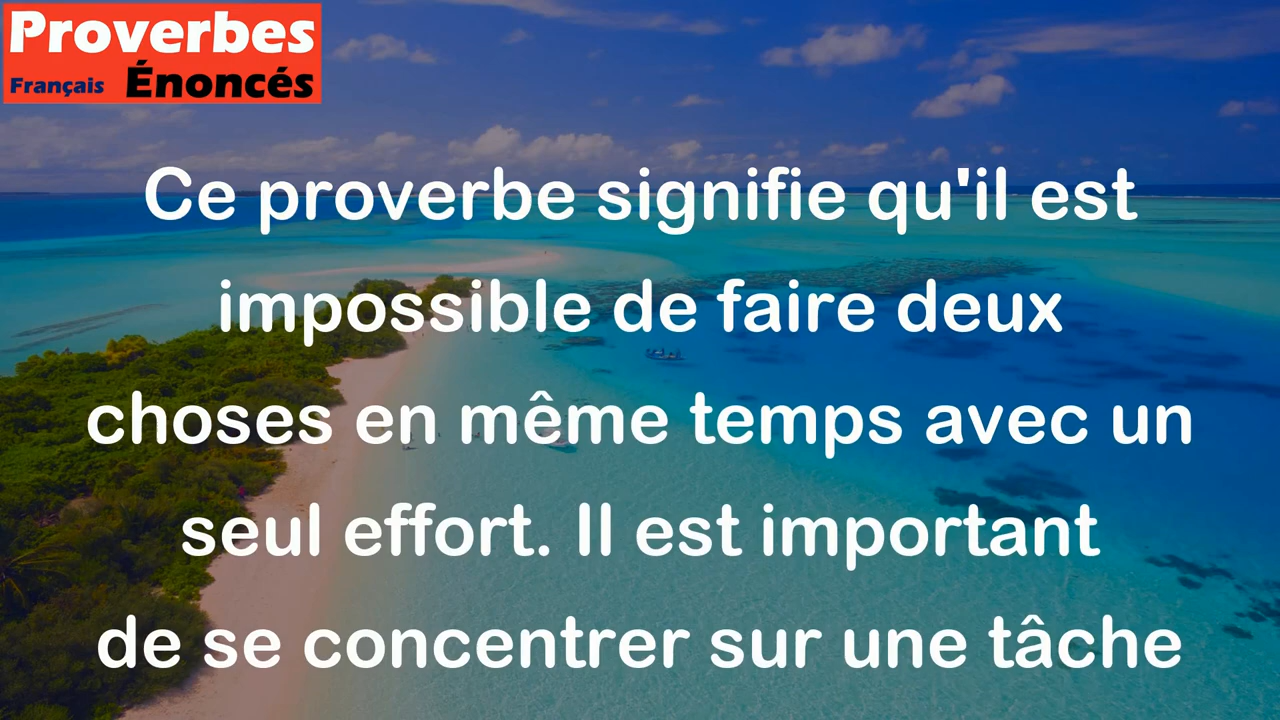 Proverbes
Français Énoncés
Ce proverbe signifie qu'il est
impossible de faire deux
choses en même temps avec un
seul effort. Il est important
de se concentrer sur une tâche